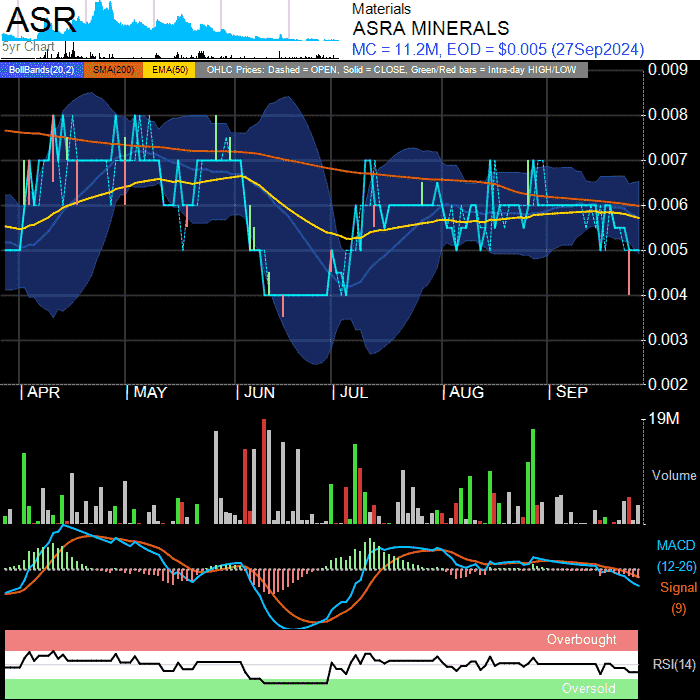 ASR
5yr Chart
Materials
ASRA MINERALS
MC = 11.2M, EOD = $0.005 (27Sep2024)
BollBands(20,2) SMA(200) EMA(50) OHLC Prices: Dashed = OPEN, Solid = CLOSE, Green/Red bars = Intra-day HIGH/LOW
0.009
0.008
0.007
0.006
0.005
0.004
0.003
0.002
APR MAY JUN JUL AUG SEP
19M
Volume
MACD
(12-26)
Signal
(9)
Overbought
RSI(14)
Oversold